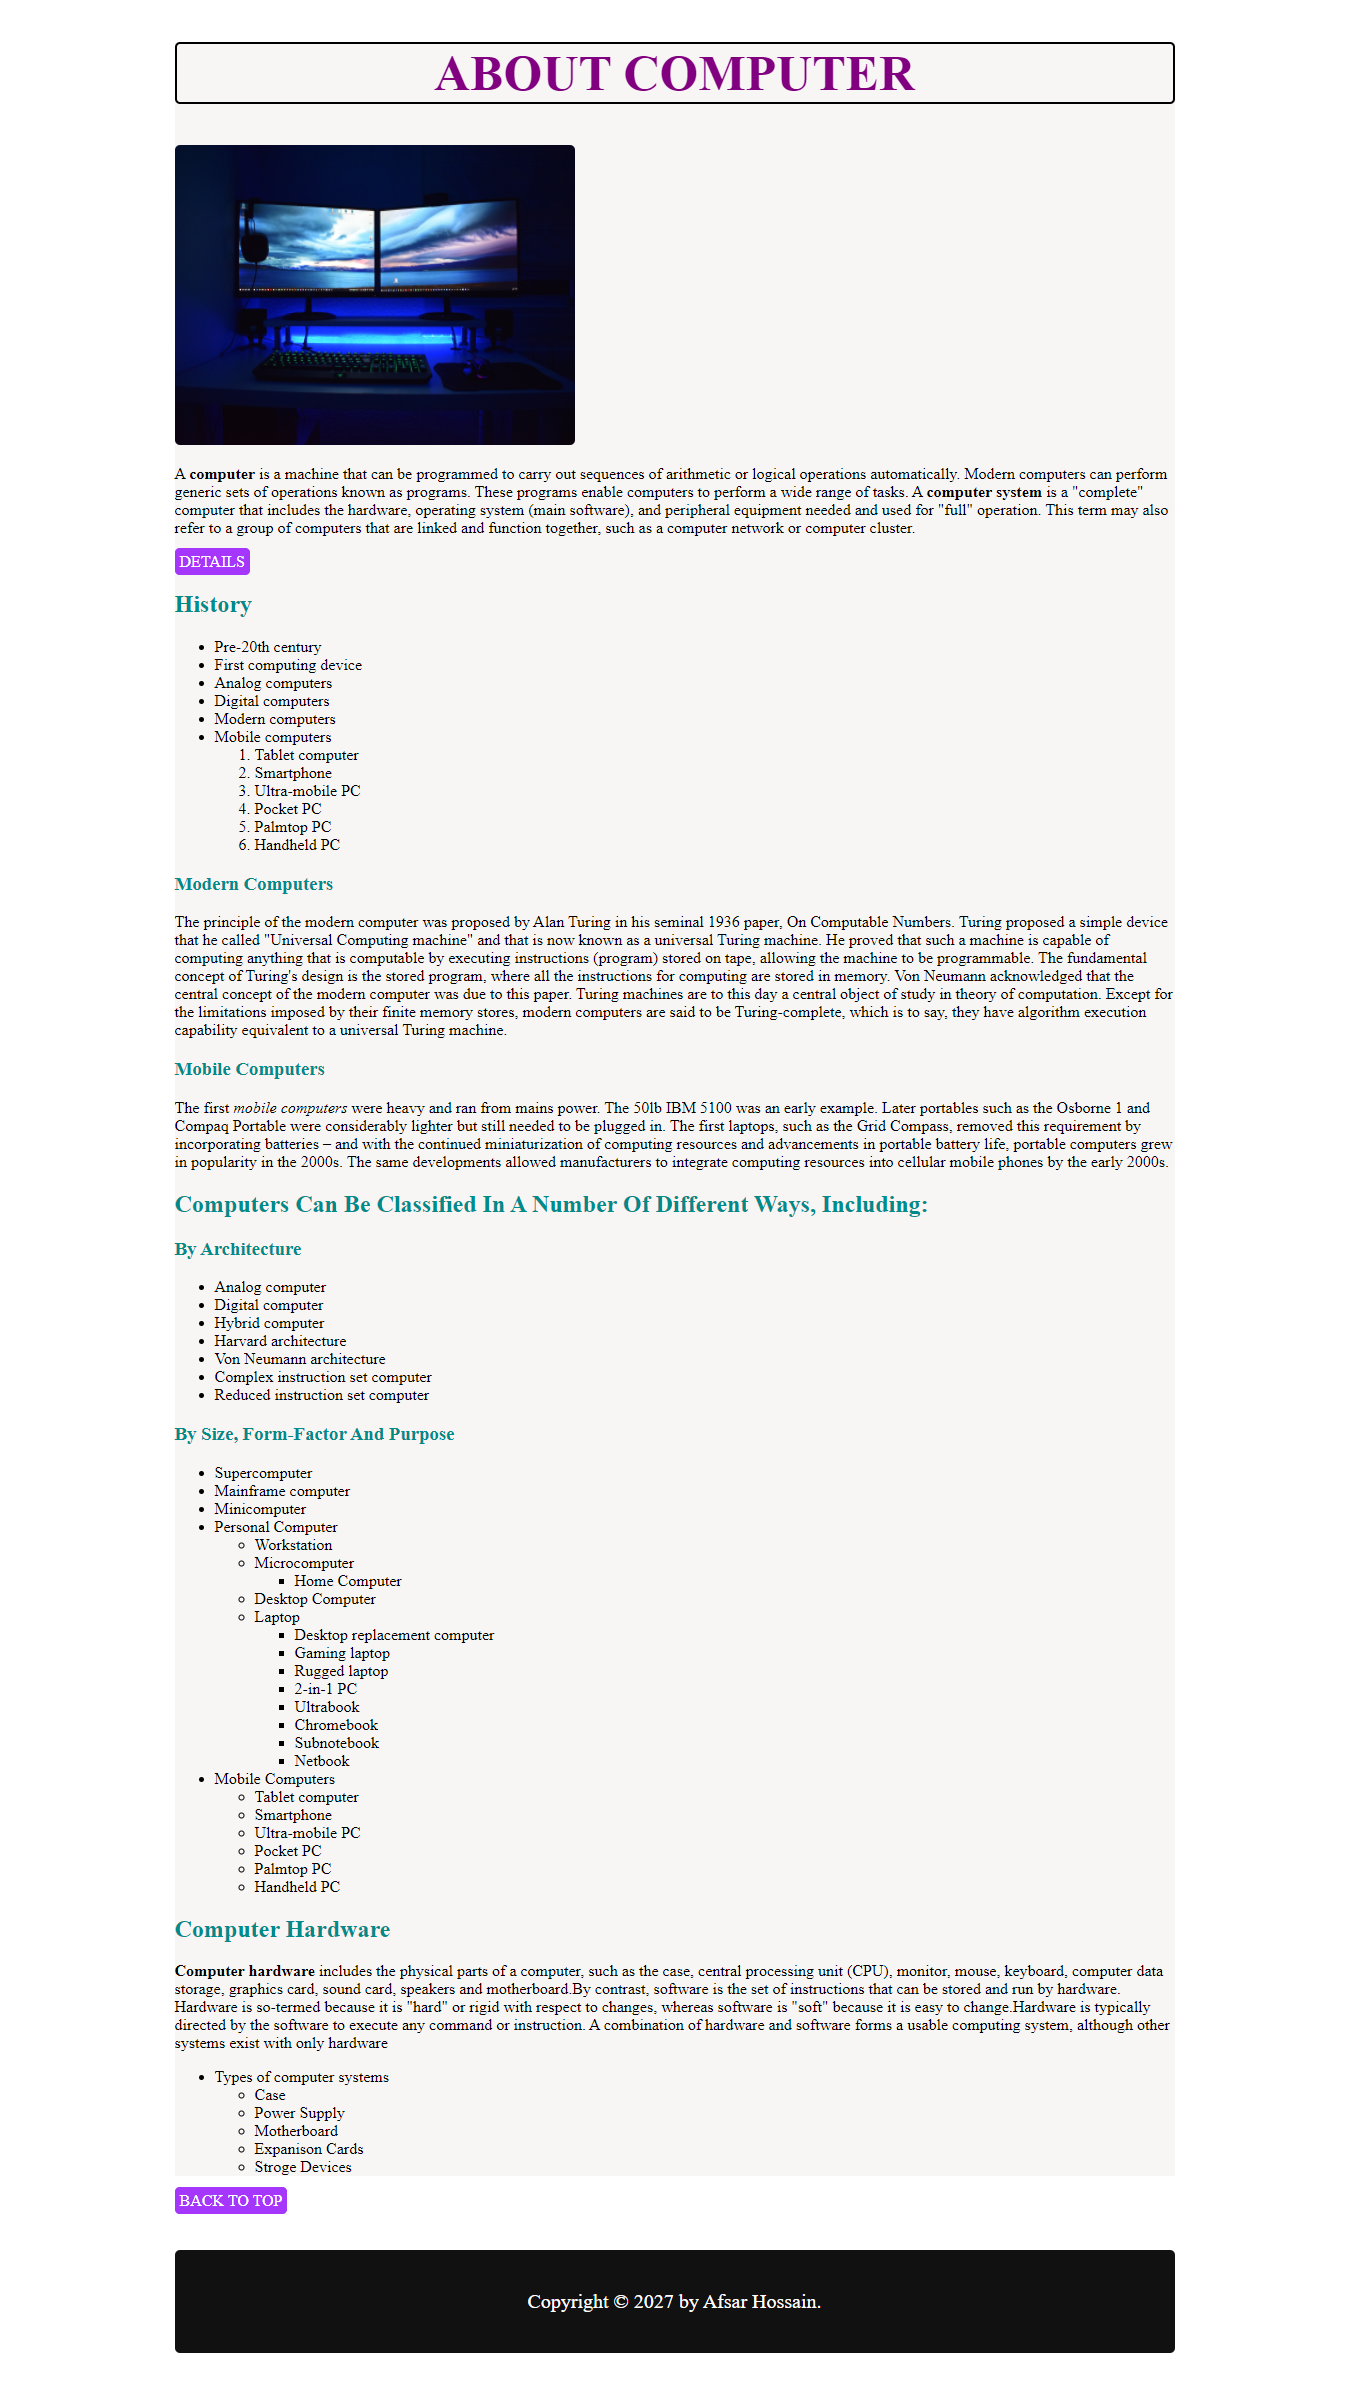 ABOUT COMPUTER
A computer is a machine that can be programmed to carry out sequences of arithmetic or logical operations automatically. Modern computers can perform
generic sets of operations known as programs. These programs enable computers to perform a wide range of tasks. A computer system is a "complete"
computer that includes the hardware, operating system (main software), and peripheral equipment needed and used for "full" operation. This term may also
refer to a group of computers that are linked and function together, such as a computer network or computer cluster.
DETAILS
History
• Pre-20th century
• First computing device
• Analog computers
• Digital computers
• Modern computers
• Mobile computers
1. Tablet computer
2. Smartphone
3. Ultra-mobile PC
4. Pocket PC
5. Palmtop PC
6. Handheld PC
Modern Computers
The principle of the modern computer was proposed by Alan Turing in his seminal 1936 paper, On Computable Numbers. Turing proposed a simple device
that he called "Universal Computing machine" and that is now known as a universal Turing machine. He proved that such a machine is capable of
computing anything that is computable by executing instructions (program) stored on tape, allowing the machine to be programmable. The fundamental
concept of Turing's design is the stored program, where all the instructions for computing are stored in memory. Von Neumann acknowledged that the
central concept of the modern computer was due to this paper. Turing machines are to this day a central object of study in theory of computation. Except for
the limitations imposed by their finite memory stores, modern computers are said to be Turing-complete, which is to say, they have algorithm execution
capability equivalent to a universal Turing machine.
Mobile Computers
The first mobile computers were heavy and ran from mains power. The 50lb IBM 5100 was an early example. Later portables such as the Osborne 1 and
Compaq Portable were considerably lighter but still needed to be plugged in. The first laptops, such as the Grid Compass, removed this requirement by
incorporating batteries – and with the continued miniaturization of computing resources and advancements in portable battery life, portable computers grew
in popularity in the 2000s. The same developments allowed manufacturers to integrate computing resources into cellular mobile phones by the early 2000s.
Computers Can Be Classified In A Number Of Different Ways, Including:
By Architecture
• Analog computer
• Digital computer
• Hybrid computer
• Harvard architecture
• Von Neumann architecture
• Complex instruction set computer
• Reduced instruction set computer
By Size, Form-Factor And Purpose
• Supercomputer
• Mainframe computer
• Minicomputer
• Personal Computer
◦ Workstation
◦ Microcomputer
▪ Home Computer
◦ Desktop Computer
◦ Laptop
▪ Desktop replacement computer
▪ Gaming laptop
▪ Rugged laptop
▪ 2-in-1 PC
▪ Ultrabook
▪ Chromebook
▪ Subnotebook
▪ Netbook
• Mobile Computers
◦ Tablet computer
◦ Smartphone
◦ Ultra-mobile PC
◦ Pocket PC
◦ Palmtop PC
◦ Handheld PC
Computer Hardware
Computer hardware includes the physical parts of a computer, such as the case, central processing unit (CPU), monitor, mouse, keyboard, computer data
storage, graphics card, sound card, speakers and motherboard.By contrast, software is the set of instructions that can be stored and run by hardware.
Hardware is so-termed because it is "hard" or rigid with respect to changes, whereas software is "soft" because it is easy to change.Hardware is typically
directed by the software to execute any command or instruction. A combination of hardware and software forms a usable computing system, although other
systems exist with only hardware
• Types of computer systems
◦ Case
◦ Power Supply
◦ Motherboard
◦ Expanison Cards
◦ Stroge Devices
BACK TO TOP
Copyright © 2027 by Afsar Hossain.